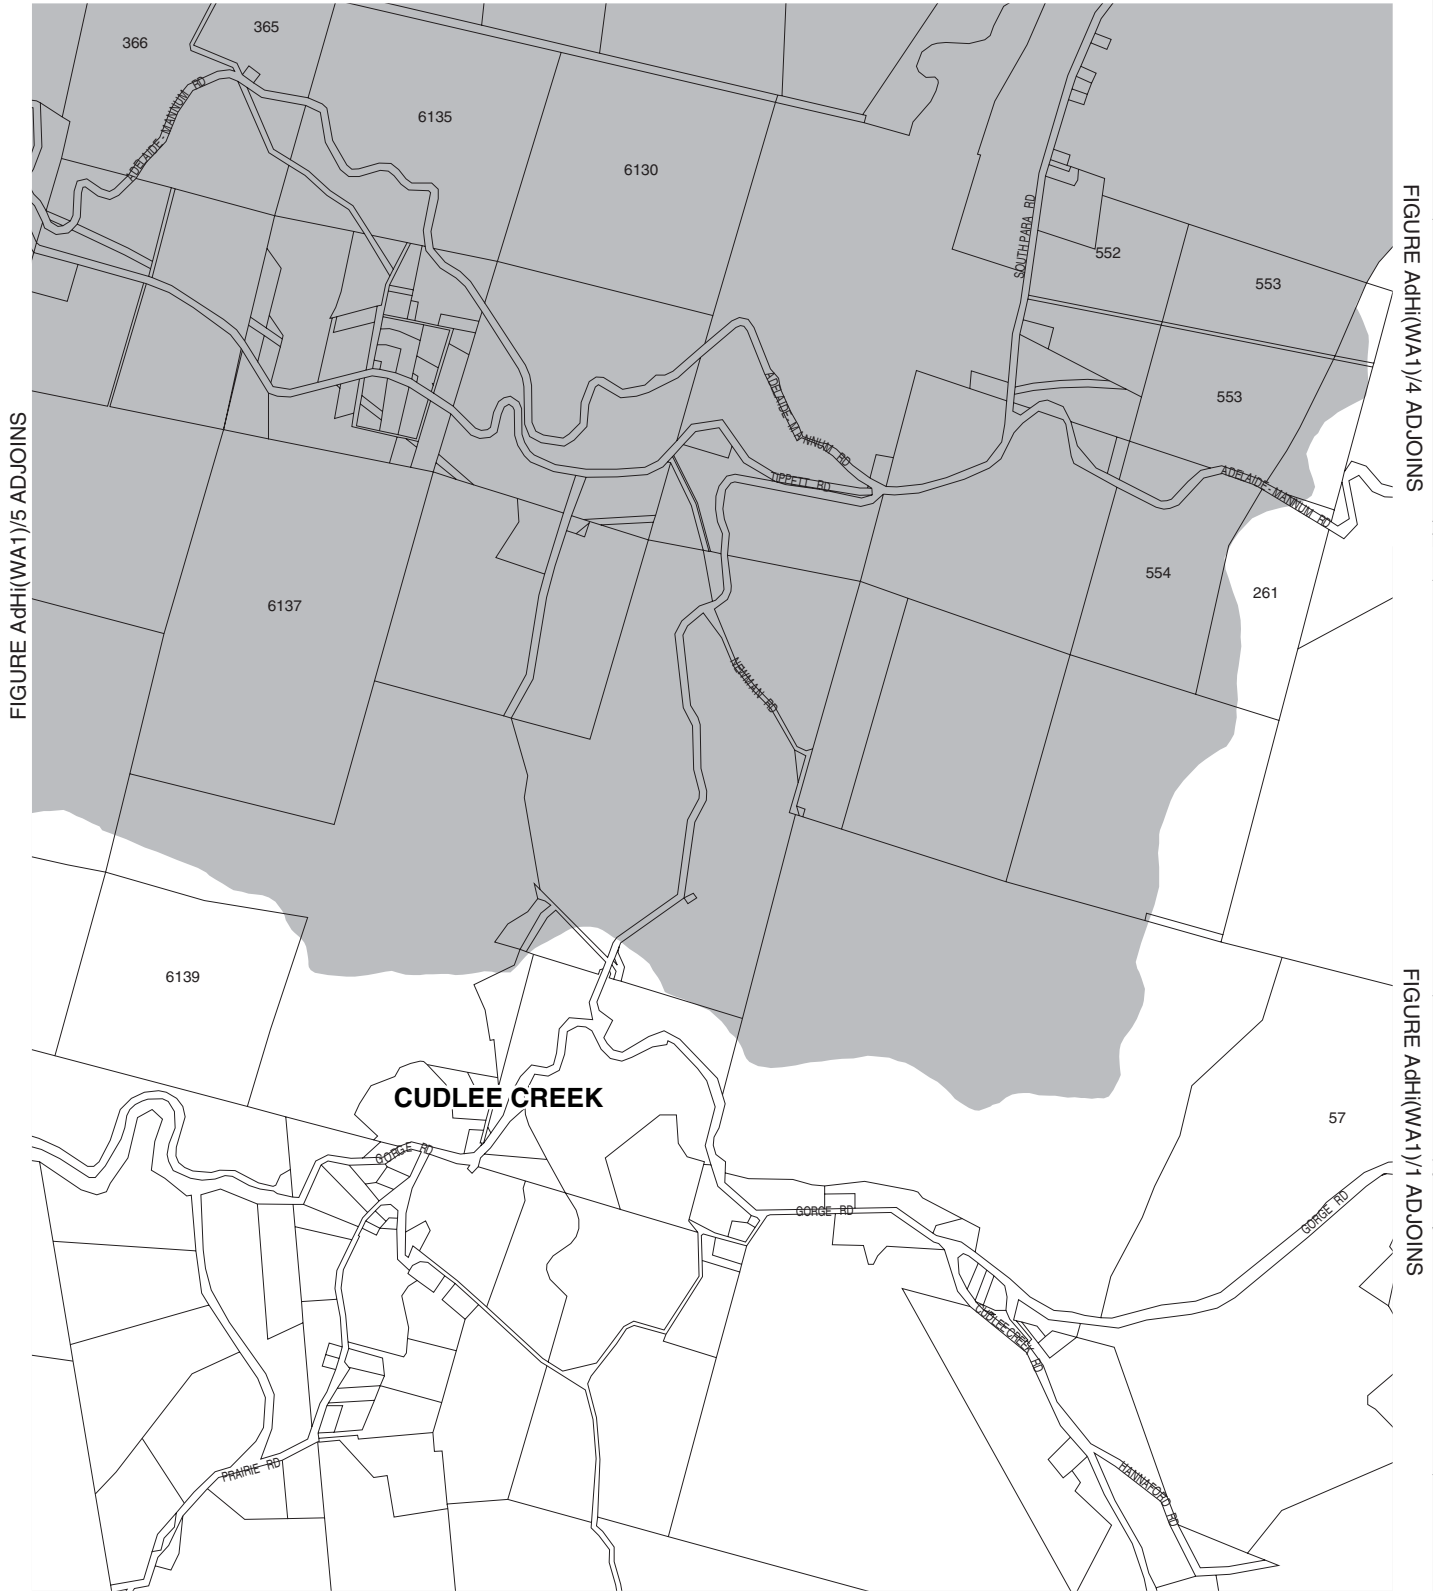 365
366
6135
6130
ADELAIDE-MANNUM RD
SOUTH PARA RD
552
553
FIGURE AdHi(WA1)/4 ADJOINS
ADELAIDE-MANNUM RD
553
FIGURE AdHi(WA1)/5 ADJOINS
TIPPETT RD
ADELAIDE-MANNUM RD
554
261
6137
NEWMAN RD
6139
CUDLEE CREEK
57
FIGURE AdHi(WA1)/1 ADJOINS
GORGE RD
GORGE RD
GORGE RD
CUDLEE CREEK RD
PRAIRIE RD
HANNAFORD RD